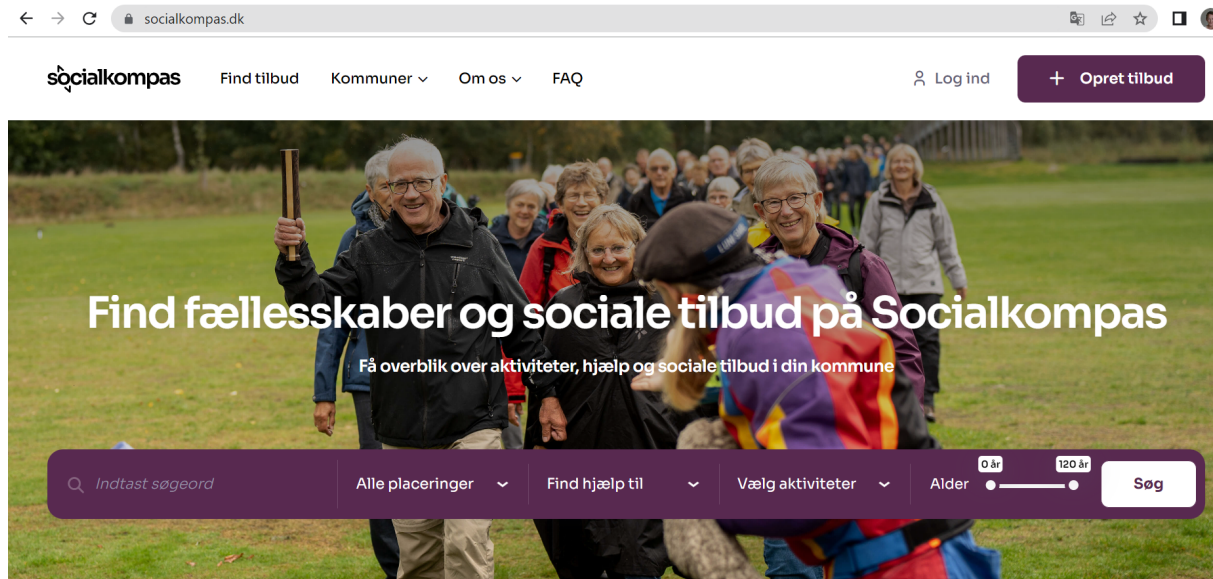 socialkompas.dk
socialkompas Find tilbud Kommuner Om os FAQ Log ind + Opret tilbud
Find fællesskaber og sociale tilbud på Socialkompas
Få overblik over aktiviteter, hjælp og sociale tilbud i din kommune
0 år 120 år
Indtast søgeord Alle placeringer Find hjælp til Vælg aktiviteter Alder Søg